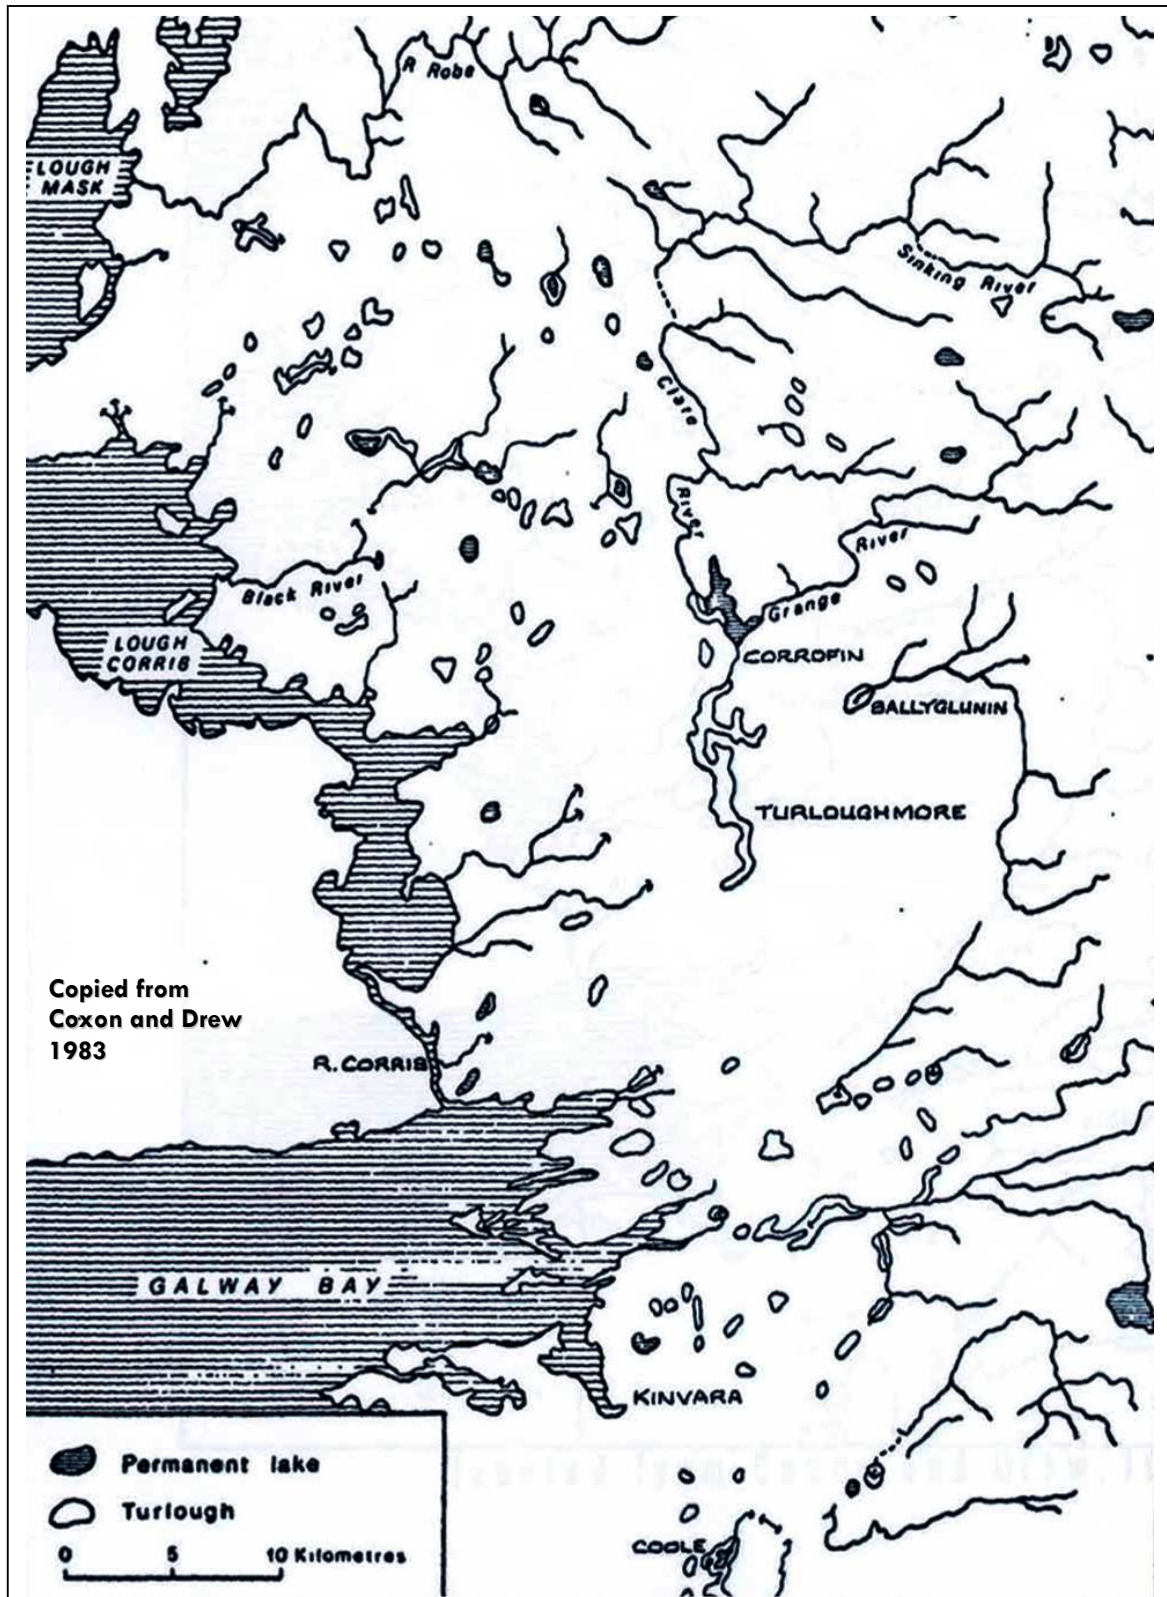 R Robe
LOUGH
MASK
Sinking River
Clare
River
River
Grange
Black River
LOUGH
CORRIB
CORROFIN
BALLYGLUNIN
TURLOUGHMORE
Copied from
Coxon and Drew
1983
R. CORRIB
GALWAY BAY
KINVARA
COOLE
Permanent lake
Turlough
0 5 10 Kilometres